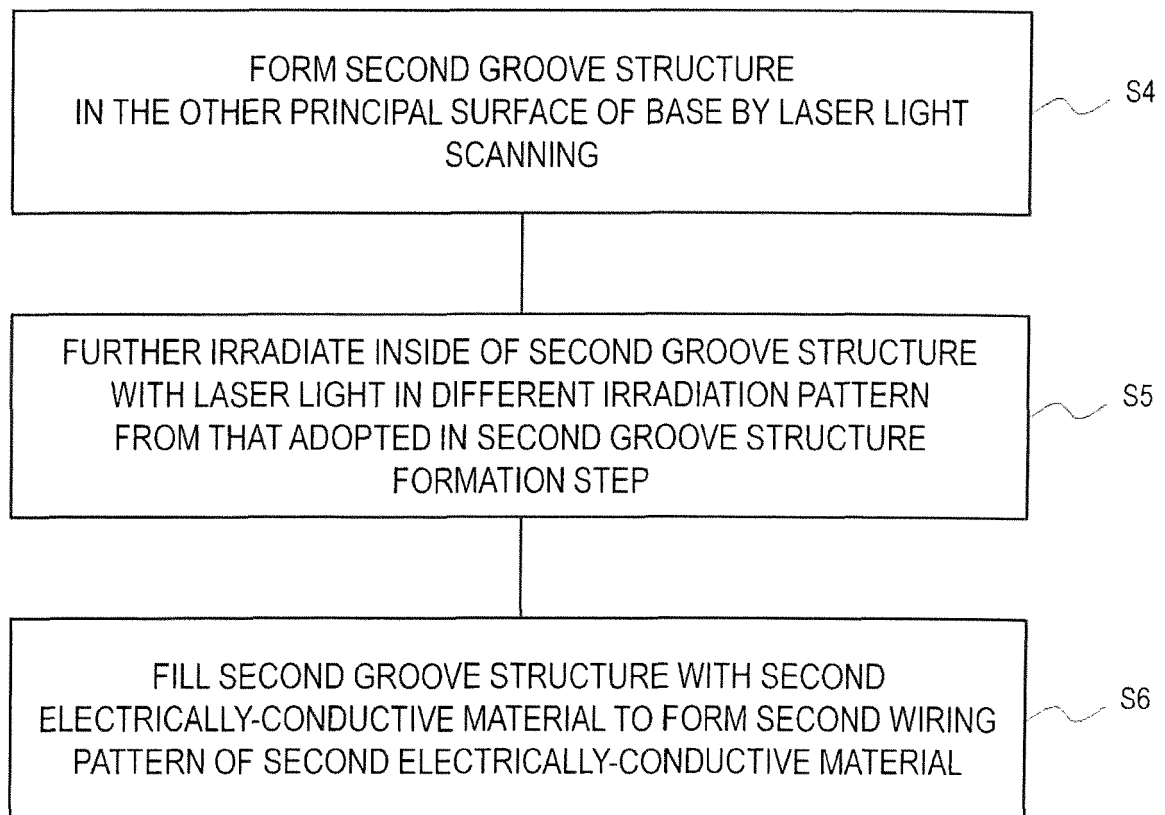 FORM SECOND GROOVE STRUCTURE
IN THE OTHER PRINCIPAL SURFACE OF BASE BY LASER LIGHT
SCANNING
S4
FURTHER IRRADIATE INSIDE OF SECOND GROOVE STRUCTURE
WITH LASER LIGHT IN DIFFERENT IRRADIATION PATTERN
FROM THAT ADOPTED IN SECOND GROOVE STRUCTURE
FORMATION STEP
S5
FILL SECOND GROOVE STRUCTURE WITH SECOND
ELECTRICALLY-CONDUCTIVE MATERIAL TO FORM SECOND WIRING
PATTERN OF SECOND ELECTRICALLY-CONDUCTIVE MATERIAL
S6